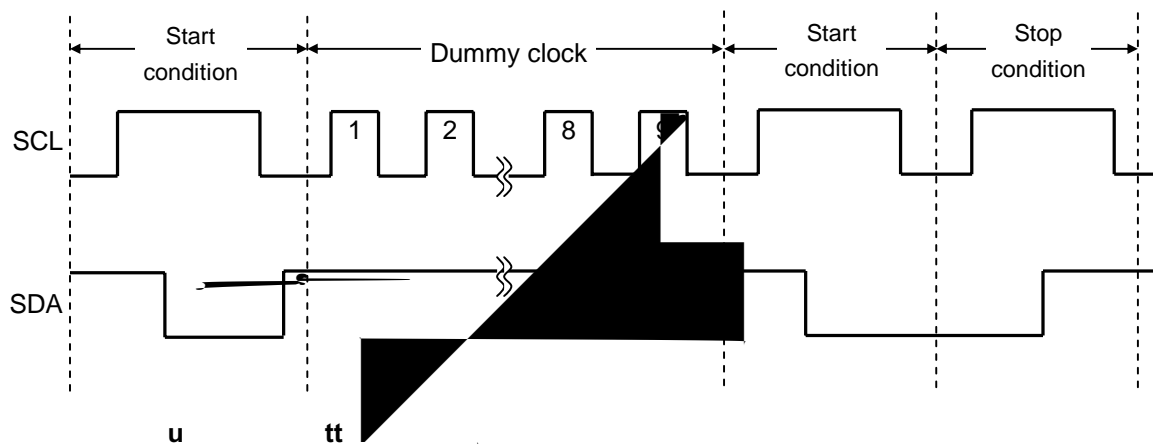 Start condition
Dummy clock
Start condition
Stop condition
SCL
1 2 8
SDA
u tt